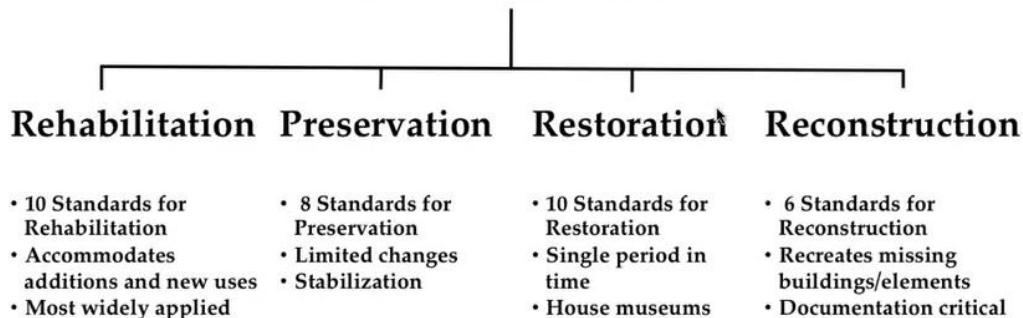 Rehabilitation
• 10 Standards for
Rehabilitation
• Accommodates
additions and new uses
• Most widely applied
Preservation
• 8 Standards for
Preservation
• Limited changes
• Stabilization
Restoration
• 10 Standards for
Restoration
• Single period in
time
• House museums
Reconstruction
• 6 Standards for
Reconstruction
• Recreates missing
buildings/elements
• Documentation critical